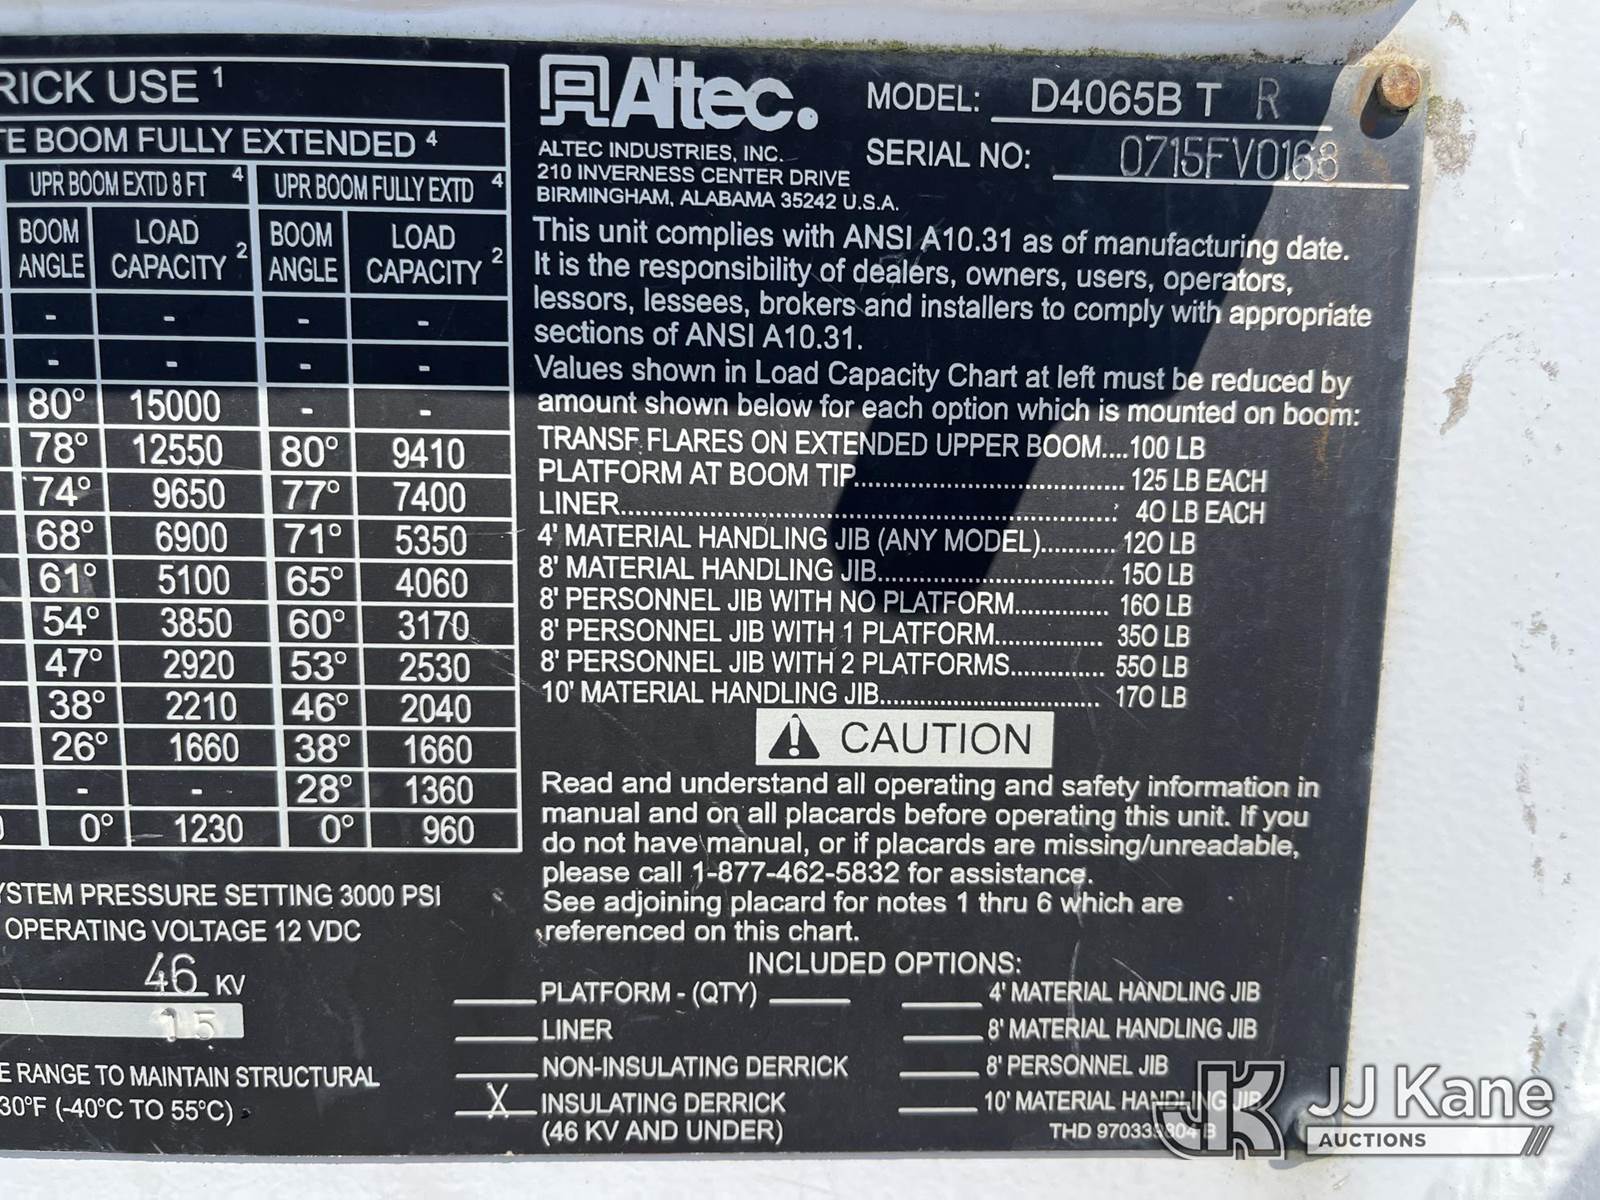 RICK USE 1
TE BOOM FULLY EXTENDED 4
UPR BOOM EXTD 8 FT 4 UPR BOOM FULLY EXTD 4
BOOM ANGLE LOAD CAPACITY 2 BOOM ANGLE LOAD CAPACITY 2
- - - -
- - - -
80° 15000 - -
78° 12550 80° 9410
74° 9650 77° 7400
68° 6900 71° 5350
61° 5100 65° 4060
54° 3850 60° 3170
47° 2920 53° 2530
38° 2210 46° 2040
26° 1660 38° 1660
- - 28° 1360
0° 1230 0° 960
YSTEM PRESSURE SETTING 3000 PSI
OPERATING VOLTAGE 12 VDC
46 KV
15
E RANGE TO MAINTAIN STRUCTURAL
30°F (-40°C TO 55°C)
Altec.
MODEL: D4065B T R
ALTEC INDUSTRIES, INC.
SERIAL NO: 0715FV0168
210 INVERNESS CENTER DRIVE
BIRMINGHAM, ALABAMA 35242 U.S.A.
This unit complies with ANSI A10.31 as of manufacturing date.
It is the responsibility of dealers, owners, users, operators,
lessors, lessees, brokers and installers to comply with appropriate
sections of ANSI A10.31.
Values shown in Load Capacity Chart at left must be reduced by
amount shown below for each option which is mounted on boom:
TRANSF FLARES ON EXTENDED UPPER BOOM....100 LB
PLATFORM AT BOOM TIP.......................................125 LB EACH
LINER....................................................................... 40 LB EACH
4' MATERIAL HANDLING JIB (ANY MODEL)...........120 LB
8' MATERIAL HANDLING JIB..................................150 LB
8' PERSONNEL JIB WITH NO PLATFORM..............160 LB
8' PERSONNEL JIB WITH 1 PLATFORM................350 LB
8' PERSONNEL JIB WITH 2 PLATFORMS..............550 LB
10' MATERIAL HANDLING JIB................................170 LB
CAUTION
Read and understand all operating and safety information in
manual and on all placards before operating this unit. If you
do not have manual, or if placards are missing/unreadable,
please call 1-877-462-5832 for assistance.
See adjoining placard for notes 1 thru 6 which are
referenced on this chart.
INCLUDED OPTIONS:
PLATFORM - (QTY) 4' MATERIAL HANDLING JIB
LINER 8' MATERIAL HANDLING JIB
NON-INSULATING DERRICK 8' PERSONNEL JIB
X INSULATING DERRICK 10' MATERIAL HANDLING JIB
(46 KV AND UNDER) THD 970339804 B
JK JJ Kane
AUCTIONS